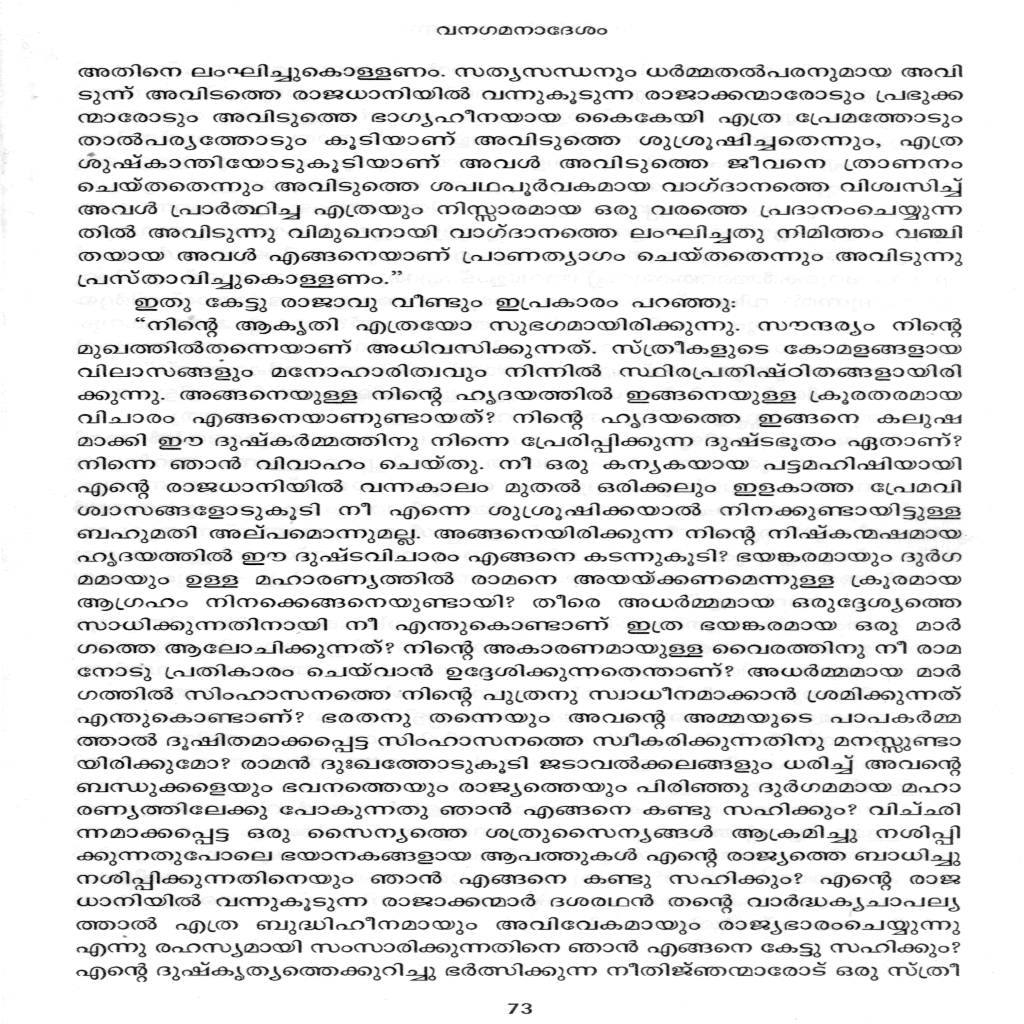 വനഗമനാദേശം
അതിനെ ലംഘിച്ചുകൊള്ളണം. സത്യസന്ധനും ധർമ്മതൽപരനുമായ അവി
ടുന്ന് അവിടത്തെ രാജധാനിയിൽ വന്നുകൂടുന്ന രാജാക്കന്മാരോടും പ്രഭുക്ക
ന്മാരോടും അവിടുത്തെ ഭാഗ്യഹീനയായ കൈകേയി എത്ര പ്രേമത്തോടും
താൽപര്യത്തോടും കൂടിയാണ് അവിടുത്തെ ശുശ്രൂഷിച്ചതെന്നും, എത്ര
ശുഷ്കാന്തിയോടുകൂടിയാണ് അവൾ അവിടുത്തെ ജീവനെ ത്രാണനം
ചെയ്തതെന്നും അവിടുത്തെ ശപഥപൂർവകമായ വാഗ്ദാനത്തെ വിശ്വസിച്ച്
അവൾ പ്രാർത്ഥിച്ച എത്രയും നിസ്സാരമായ ഒരു വരത്തെ പ്രദാനംചെയ്യുന്ന
തിൽ അവിടുന്നു വിമുഖനായി വാഗ്ദാനത്തെ ലംഘിച്ചതു നിമിത്തം വഞ്ചി
തയായ അവൾ എങ്ങനെയാണ് പ്രാണത്യാഗം ചെയ്തതെന്നും അവിടുന്നു
പ്രസ്താവിച്ചുകൊള്ളണം.”
ഇതു കേട്ടു രാജാവു വീണ്ടും ഇപ്രകാരം പറഞ്ഞു:
“നിന്റെ ആകൃതി എത്രയോ സുഭഗമായിരിക്കുന്നു. സൗന്ദര്യം നിന്റെ
മുഖത്തിൽതന്നെയാണ് അധിവസിക്കുന്നത്. സ്ത്രീകളുടെ കോമളങ്ങളായ
വിലാസങ്ങളും മനോഹാരിത്വവും നിന്നിൽ സ്ഥിരപ്രതിഷ്ഠിതങ്ങളായിരി
ക്കുന്നു. അങ്ങനെയുള്ള നിന്റെ ഹൃദയത്തിൽ ഇങ്ങനെയുള്ള ക്രൂരതരമായ
വിചാരം എങ്ങനെയാണുണ്ടായത്? നിന്റെ ഹൃദയത്തെ ഇങ്ങനെ കലുഷ
മാക്കി ഈ ദുഷ്കർമ്മത്തിനു നിന്നെ പ്രേരിപ്പിക്കുന്ന ദുഷ്ടഭൂതം ഏതാണ്?
നിന്നെ ഞാൻ വിവാഹം ചെയ്തു. നീ ഒരു കന്യകയായ പട്ടമഹിഷിയായി
എന്റെ രാജധാനിയിൽ വന്നകാലം മുതൽ ഒരിക്കലും ഇളകാത്ത പ്രേമവി
ശ്വാസങ്ങളോടുകൂടി നീ എന്നെ ശുശ്രൂഷിക്കയാൽ നിനക്കുണ്ടായിട്ടുള്ള
ബഹുമതി അല്പമൊന്നുമല്ല. അങ്ങനെയിരിക്കുന്ന നിന്റെ നിഷ്കന്മഷമായ
ഹൃദയത്തിൽ ഈ ദുഷ്ടവിചാരം എങ്ങനെ കടന്നുകൂടി? ഭയങ്കരമായും ദുർഗ
മമായും ഉള്ള മഹാരണ്യത്തിൽ രാമനെ അയയ്ക്കണമെന്നുള്ള ക്രൂരമായ
ആഗ്രഹം നിനക്കെങ്ങനെയുണ്ടായി? തീരെ അധർമ്മമായ ഒരുദ്ദേശ്യത്തെ
സാധിക്കുന്നതിനായി നീ എന്തുകൊണ്ടാണ് ഇത്ര ഭയങ്കരമായ ഒരു മാർ
ഗത്തെ ആലോചിക്കുന്നത്? നിന്റെ അകാരണമായുള്ള വൈരത്തിനു നീ രാമ
നോടു പ്രതികാരം ചെയ്‌വാൻ ഉദ്ദേശിക്കുന്നതെന്താണ്? അധർമ്മമായ മാർ
ഗത്തിൽ സിംഹാസനത്തെ നിന്റെ പുത്രനു സ്വാധീനമാക്കാൻ ശ്രമിക്കുന്നത്
എന്തുകൊണ്ടാണ്? ഭരതനു തന്നെയും അവന്റെ അമ്മയുടെ പാപകർമ്മ
ത്താൽ ദൂഷിതമാക്കപ്പെട്ട സിംഹാസനത്തെ സ്വീകരിക്കുന്നതിനു മനസ്സുണ്ടാ
യിരിക്കുമോ? രാമൻ ദുഃഖത്തോടുകൂടി ജടാവൽക്കലങ്ങളും ധരിച്ച് അവന്റെ
ബന്ധുക്കളെയും ഭവനത്തെയും രാജ്യത്തെയും പിരിഞ്ഞു ദുർഗമമായ മഹാ
രണ്യത്തിലേക്കു പോകുന്നതു ഞാൻ എങ്ങനെ കണ്ടു സഹിക്കും? വിച്ഛി
ന്നമാക്കപ്പെട്ട ഒരു സൈന്യത്തെ ശത്രുസൈന്യങ്ങൾ ആക്രമിച്ചു നശിപ്പി
ക്കുന്നതുപോലെ ഭയാനകങ്ങളായ ആപത്തുകൾ എന്റെ രാജ്യത്തെ ബാധിച്ചു
നശിപ്പിക്കുന്നതിനെയും ഞാൻ എങ്ങനെ കണ്ടു സഹിക്കും? എന്റെ രാജ
ധാനിയിൽ വന്നുകൂടുന്ന രാജാക്കന്മാർ ദശരഥൻ തന്റെ വാർദ്ധക്യചാപല്യ
ത്താൽ എത്ര ബുദ്ധിഹീനമായും അവിവേകമായും രാജ്യഭാരംചെയ്യുന്നു
എന്നു രഹസ്യമായി സംസാരിക്കുന്നതിനെ ഞാൻ എങ്ങനെ കേട്ടു സഹിക്കും?
എന്റെ ദുഷ്കൃത്യത്തെക്കുറിച്ചു ഭർത്സിക്കുന്ന നീതിജ്ഞന്മാരോട് ഒരു സ്ത്രീ
73